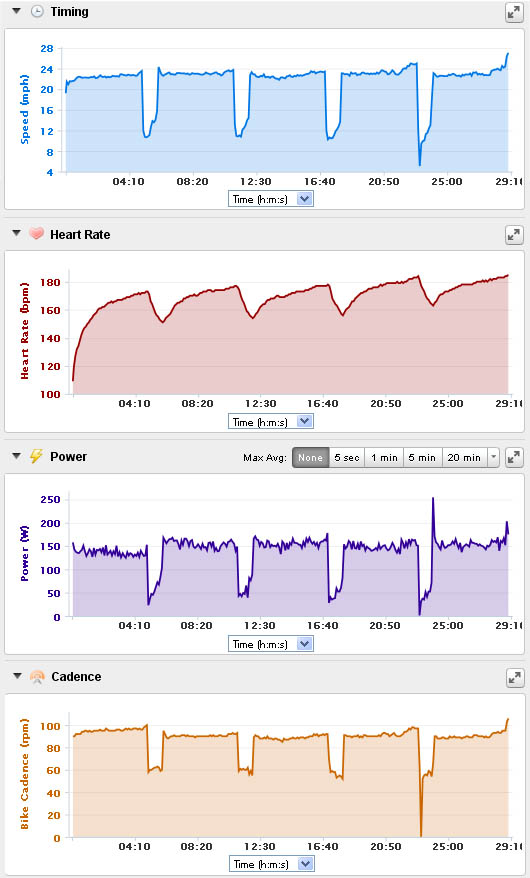 Timing
Speed (mph)
28
24
20
16
12
8
4
04:10 08:20 12:30 16:40 20:50 25:00 29:10
Time (h:m:s)
Heart Rate
Heart Rate (bpm)
180
160
140
120
100
04:10 08:20 12:30 16:40 20:50 25:00 29:1
Time (h:m:s)
Power
Max Avg: None 5 sec 1 min 5 min 20 min
Power (W)
250
200
150
100
50
0
04:10 08:20 12:30 16:40 20:50 25:00 29:1
Time (h:m:s)
Cadence
Bike Cadence (rpm)
100
80
60
40
20
0
04:10 08:20 12:30 16:40 20:50 25:00 29:1
Time (h:m:s)